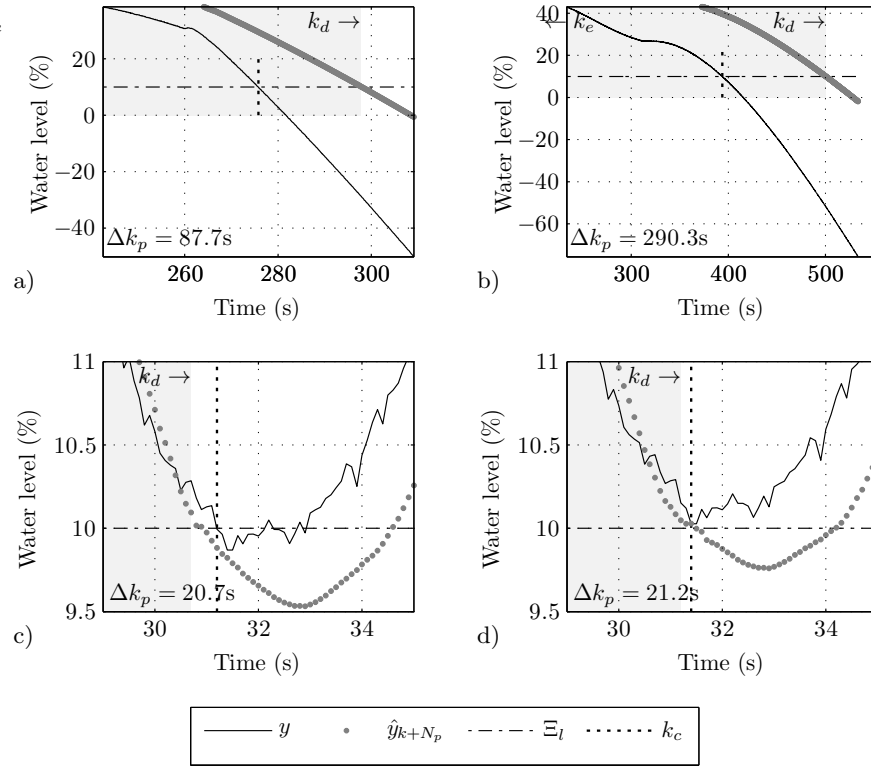 20
0
−20
−40
Water level (%)
k_d →
Δk_p = 87.7s
260 280 300
Time (s)
a)
40
20
0
−20
−40
−60
Water level (%)
← k_e
k_d →
Δk_p = 290.3s
300 400 500
Time (s)
b)
11
10.5
10
9.5
Water level (%)
k_d →
Δk_p = 20.7s
30 32 34
Time (s)
c)
11
10.5
10
9.5
Water level (%)
k_d →
Δk_p = 21.2s
30 32 34
Time (s)
d)
y ŷ_{k+N_p} Ξ_l k_c